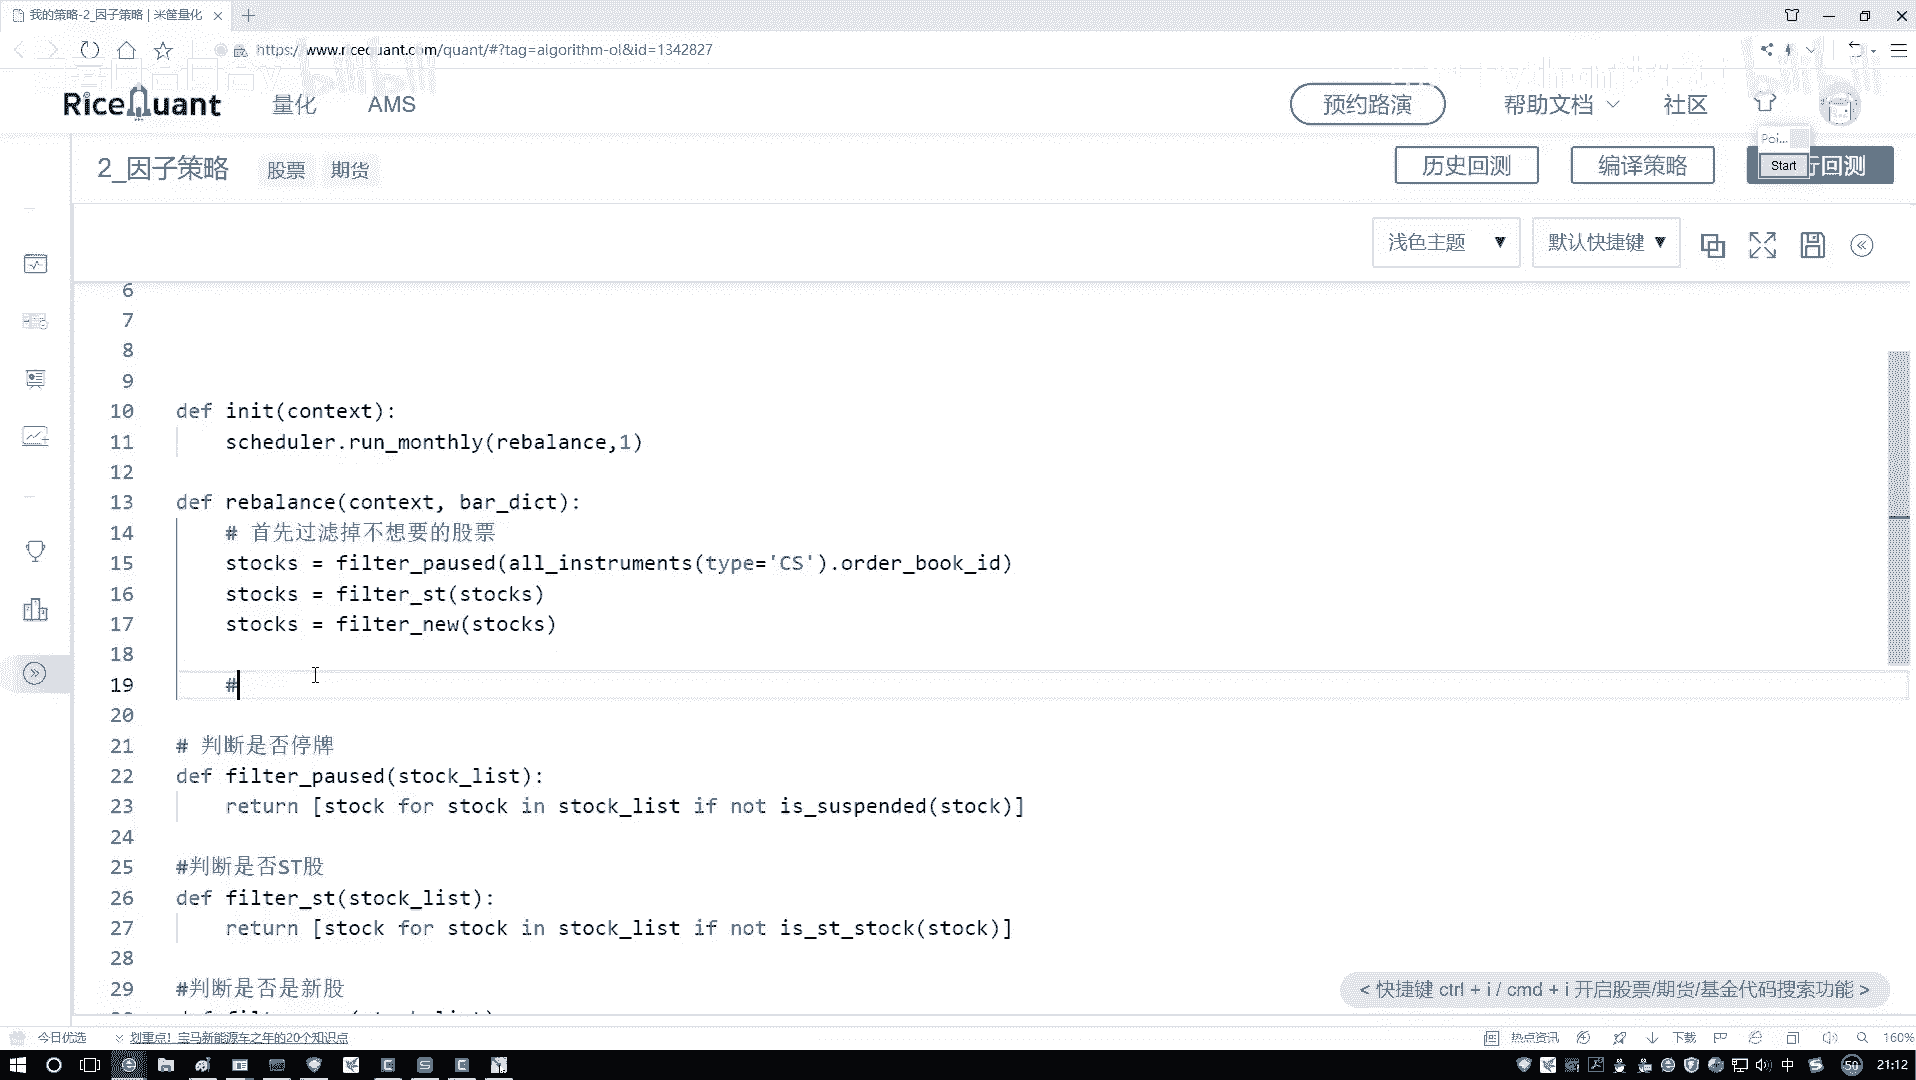 我的策略-2_因子策略 | 米筐量化
https://www.ricequant.com/quant/#?tag=algorithm-ol&id=1342827
bilibili
bilibili
RiceQuant 量化 AMS 预约路演 帮助文档 社区
Poi...
2_因子策略 股票 期货 历史回测 编译策略 Start 行回测
浅色主题 ▼ 默认快捷键 ▼
6
7
8
9
10 def init(context):
11     scheduler.run_monthly(rebalance,1)
12
13 def rebalance(context, bar_dict):
14     # 首先过滤掉不想要的股票
15     stocks = filter_paused(all_instruments(type='CS').order_book_id)
16     stocks = filter_st(stocks)
17     stocks = filter_new(stocks)
18
19     #
20
21 # 判断是否停牌
22 def filter_paused(stock_list):
23     return [stock for stock in stock_list if not is_suspended(stock)]
24
25 #判断是否ST股
26 def filter_st(stock_list):
27     return [stock for stock in stock_list if not is_st_stock(stock)]
28
29 #判断是否是新股
< 快捷键 ctrl + i / cmd + i 开启股票/期货/基金代码搜索功能 >
今日优选 划重点！宝马新能源车之年的20个知识点 热点资讯 下载 160%
中 50 21:12